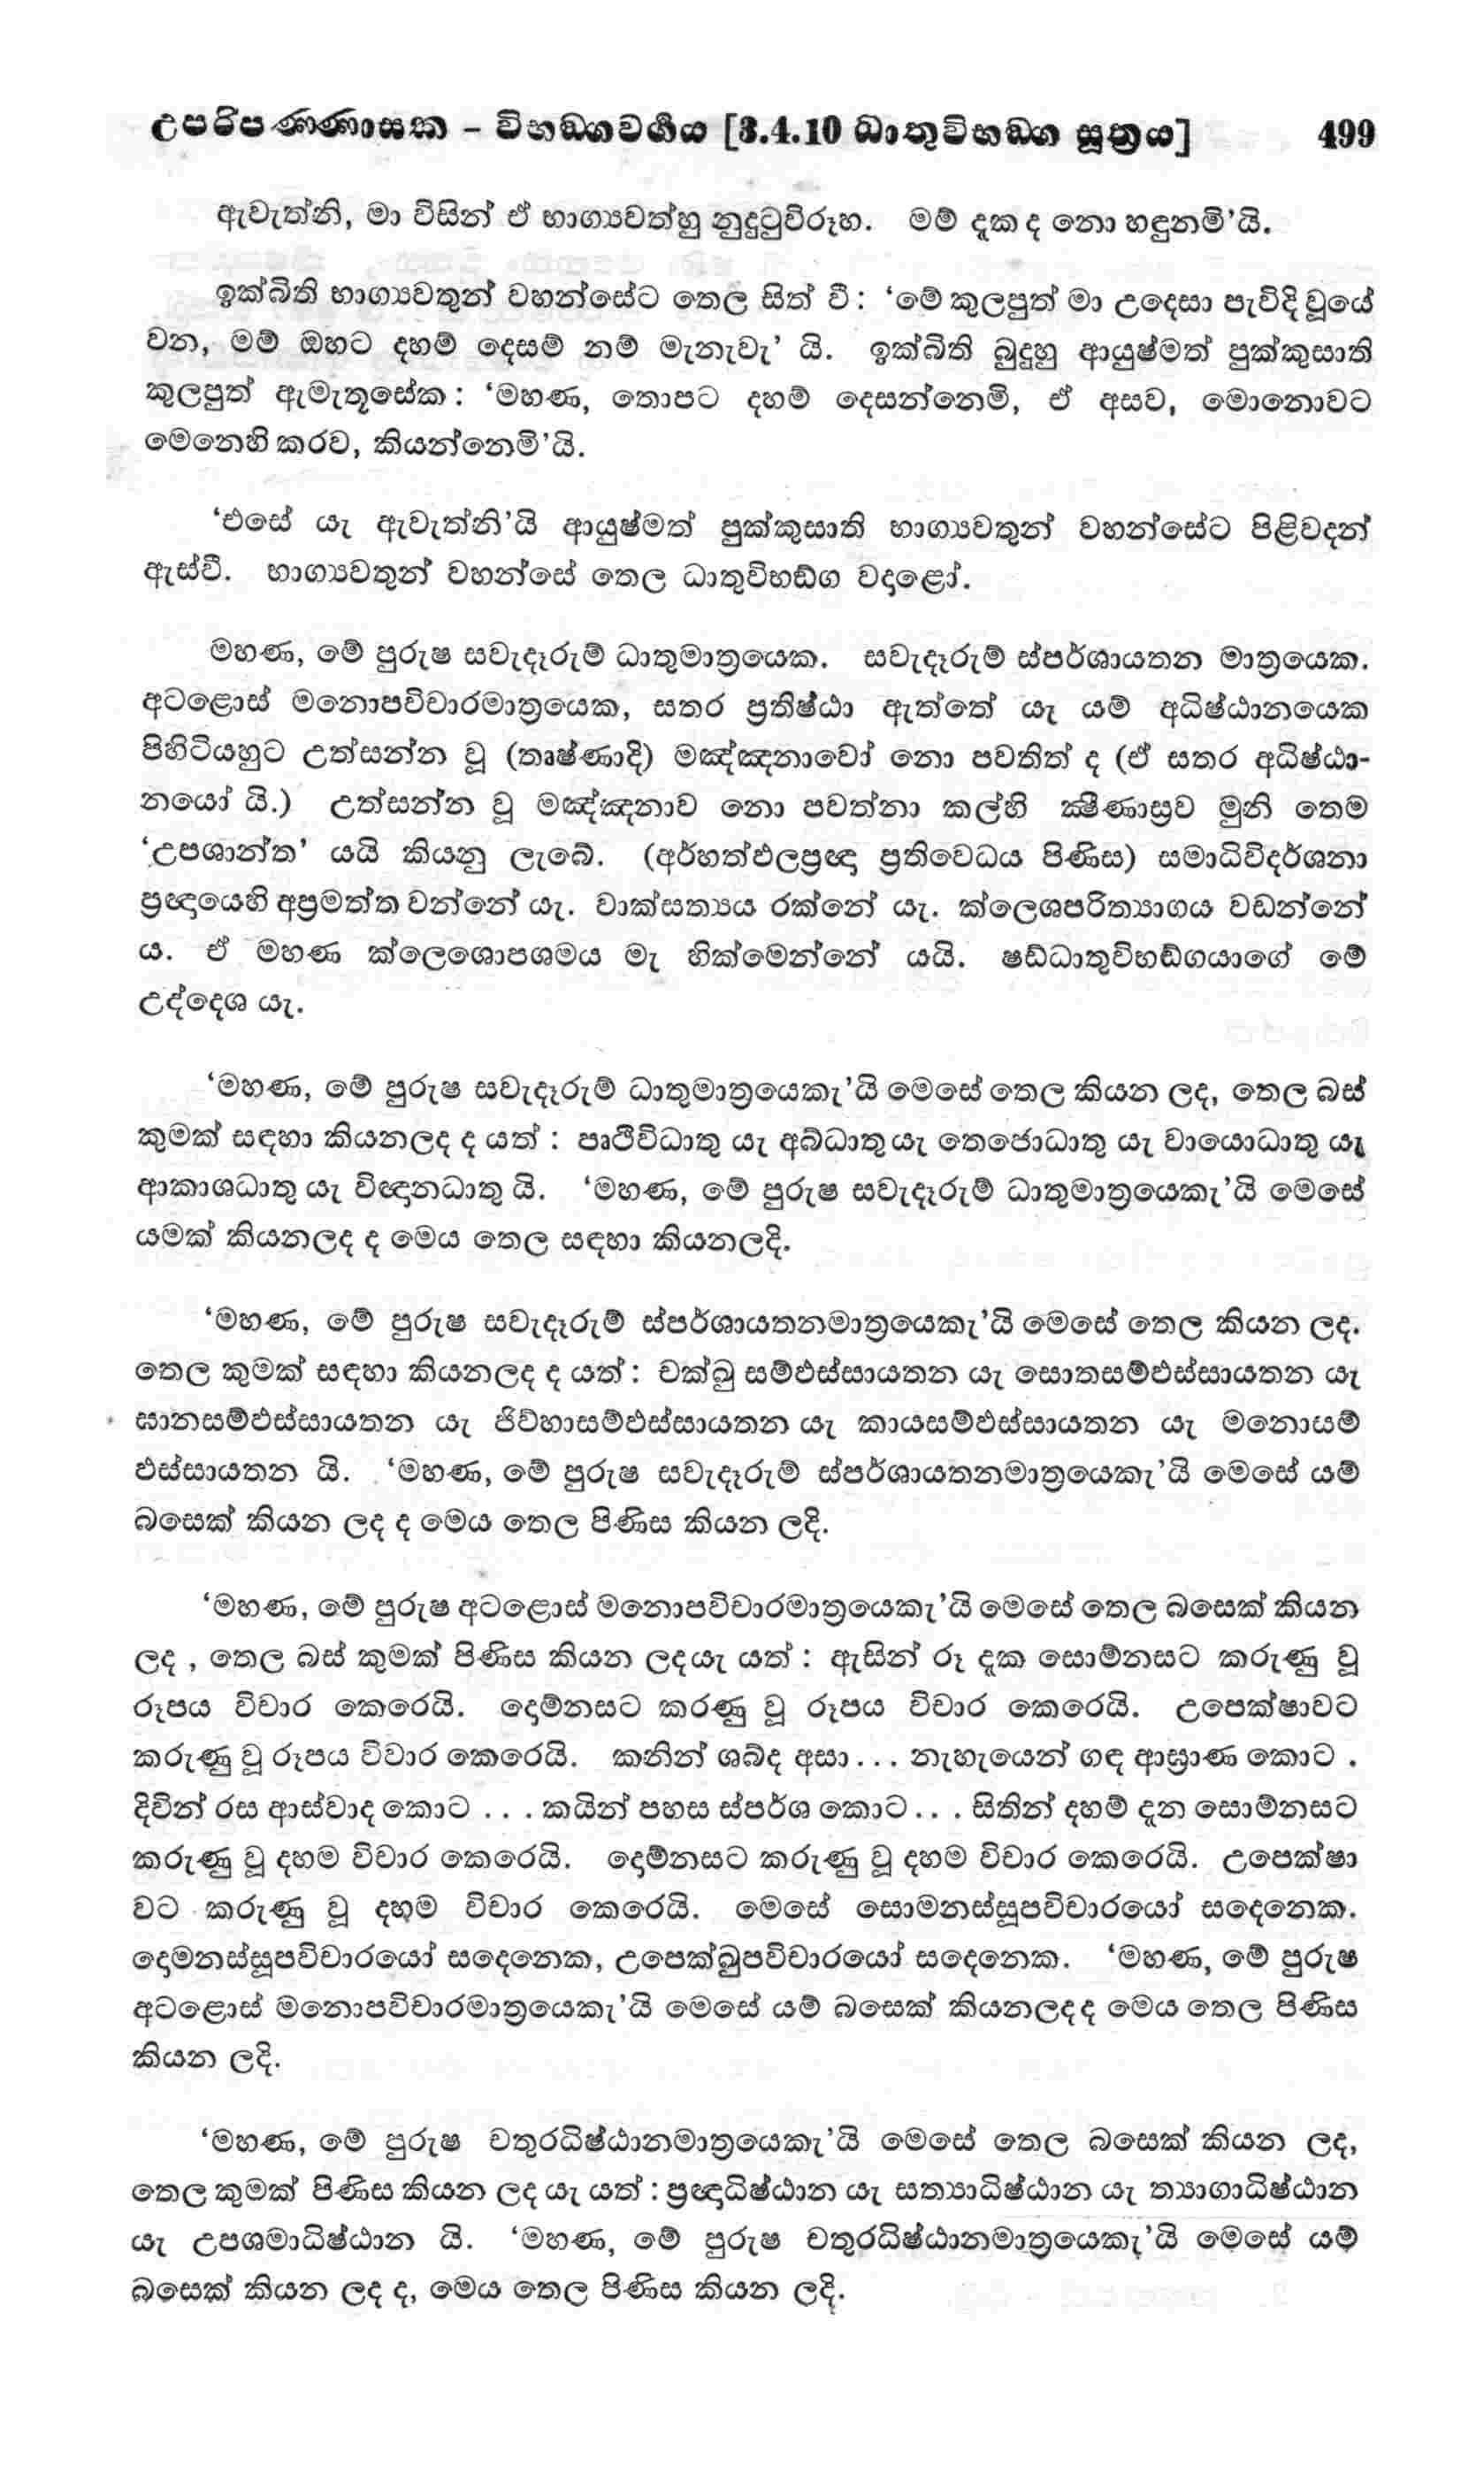 උපරිපණ්ණාසක – විභඞ්ගවර්ගය [3.4.10 ධාතුවිභඞ්ග සූත්‍රය] 499
ඇවැත්නි, මා විසින් ඒ භාග්‍යවත්හු නුදුටුවිරූහ. මම් දැක ද නො හඳුනමි’යි.
ඉක්බිති භාග්‍යවතුන් වහන්සේට තෙල සිත් වී : ‘මේ කුලපුත් මා උදෙසා පැවිදි වූයේ
වන, මම් ඔහට දහම් දෙසම් නම් මැනැවැ’ යි. ඉක්බිති බුදුහු ආයුෂ්මත් පුක්කුසාති
කුලපුත් ඇමැතූසේක : ‘මහණ, තොපට දහම් දෙසන්නෙමි, ඒ අසව, මොනොවට
මෙනෙහි කරව, කියන්නෙමි’යි.
‘එසේ යැ ඇවැත්නි’යි ආයුෂ්මත් පුක්කුසාති භාග්‍යවතුන් වහන්සේට පිළිවදන්
ඇස්වී. භාග්‍යවතුන් වහන්සේ තෙල ධාතුවිභඞ්ග වදාළෝ.
මහණ, මේ පුරුෂ සවැදෑරුම් ධාතුමාත්‍රයෙක. සවැදෑරුම් ස්පර්ශායතන මාත්‍රයෙක.
අටළොස් මනොපවිචාරමාත්‍රයෙක, සතර ප්‍රතිෂ්ඨා ඇත්තේ යැ යම් අධිෂ්ඨානයෙක
පිහිටියහුට උත්සන්න වූ (තෘෂ්ණාදි) මඤ්ඤනාවෝ නො පවතිත් ද (ඒ සතර අධිෂ්ඨා-
නයෝ යි.) උත්සන්න වූ මඤ්ඤනාව නො පවත්නා කල්හි ක්‍ෂීණාස්‍රව මුනි තෙම
‘උපශාන්ත’ යයි කියනු ලැබේ. (අර්හත්ඵලප්‍රඥා ප්‍රතිවෙධය පිණිස) සමාධිවිදර්ශනා
ප්‍රඥායෙහි අප්‍රමත්ත වන්නේ යැ. වාක්සත්‍යය රක්නේ යැ. ක්ලෙශපරිත්‍යාගය වඩන්නේ
ය. ඒ මහණ ක්ලෙශොපශමය මැ හික්මෙන්නේ යයි. ෂඩ්ධාතුවිභඞ්ගයාගේ මේ
උද්දෙශ යැ.
‘මහණ, මේ පුරුෂ සවැදෑරුම් ධාතුමාත්‍රයෙකැ’යි මෙසේ තෙල කියන ලද, තෙල බස්
කුමක් සඳහා කියනලද ද යත් : පෘථිවිධාතු යැ අබ්ධාතු යැ තෙජොධාතු යැ වායොධාතු යැ
ආකාශධාතු යැ විඥානධාතු යි. ‘මහණ, මේ පුරුෂ සවැදෑරුම් ධාතුමාත්‍රයෙකැ’යි මෙසේ
යමක් කියනලද ද මෙය තෙල සඳහා කියනලදි.
‘මහණ, මේ පුරුෂ සවැදෑරුම් ස්පර්ශායතනමාත්‍රයෙකැ’යි මෙසේ තෙල කියන ලද.
තෙල කුමක් සඳහා කියනලද ද යත් : චක්ඛු සම්ඵස්සායතන යැ සොතසම්ඵස්සායතන යැ
ඝානසම්ඵස්සායතන යැ ජිව්හාසම්ඵස්සායතන යැ කායසම්ඵස්සායතන යැ මනොසම්
ඵස්සායතන යි. ‘මහණ, මේ පුරුෂ සවැදෑරුම් ස්පර්ශායතනමාත්‍රයෙකැ’යි මෙසේ යම්
බසෙක් කියන ලද ද මෙය තෙල පිණිස කියන ලදි.
‘මහණ, මේ පුරුෂ අටළොස් මනොපවිචාරමාත්‍රයෙකැ’යි මෙසේ තෙල බසෙක් කියන
ලද , තෙල බස් කුමක් පිණිස කියන ලදයැ යත් : ඇසින් රූ දැක සොම්නසට කරුණු වූ
රූපය විචාර කෙරෙයි. දොම්නසට කරණු වූ රූපය විචාර කෙරෙයි. උපෙක්ෂාවට
කරුණු වූ රූපය විචාර කෙරෙයි. කනින් ශබ්ද අසා . . . නැහැයෙන් ගඳ ආඝ්‍රාණ කොට .
දිවින් රස ආස්වාද කොට . . . කයින් පහස ස්පර්ශ කොට . . . සිතින් දහම් දැන සොම්නසට
කරුණු වූ දහම විචාර කෙරෙයි. දොම්නසට කරුණු වූ දහම විචාර කෙරෙයි. උපෙක්ෂා
වට කරුණු වූ දහම විචාර කෙරෙයි. මෙසේ සොමනස්සූපවිචාරයෝ සදෙනෙක.
දොමනස්සූපවිචාරයෝ සදෙනෙක, උපෙක්ඛුපවිචාරයෝ සදෙනෙක. ‘මහණ, මේ පුරුෂ
අටළොස් මනොපවිචාරමාත්‍රයෙකැ’යි මෙසේ යම් බසෙක් කියනලදද මෙය තෙල පිණිස
කියන ලදි.
‘මහණ, මේ පුරුෂ චතුරධිෂ්ඨානමාත්‍රයෙකැ’යි මෙසේ තෙල බසෙක් කියන ලද,
තෙල කුමක් පිණිස කියන ලද යැ යත් : ප්‍රඥාධිෂ්ඨාන යැ සත්‍යාධිෂ්ඨාන යැ ත්‍යාගාධිෂ්ඨාන
යැ උපශමාධිෂ්ඨාන යි. ‘මහණ, මේ පුරුෂ චතුරධිෂ්ඨානමාත්‍රයෙකැ’යි මෙසේ යම්
බසෙක් කියන ලද ද, මෙය තෙල පිණිස කියන ලදි.